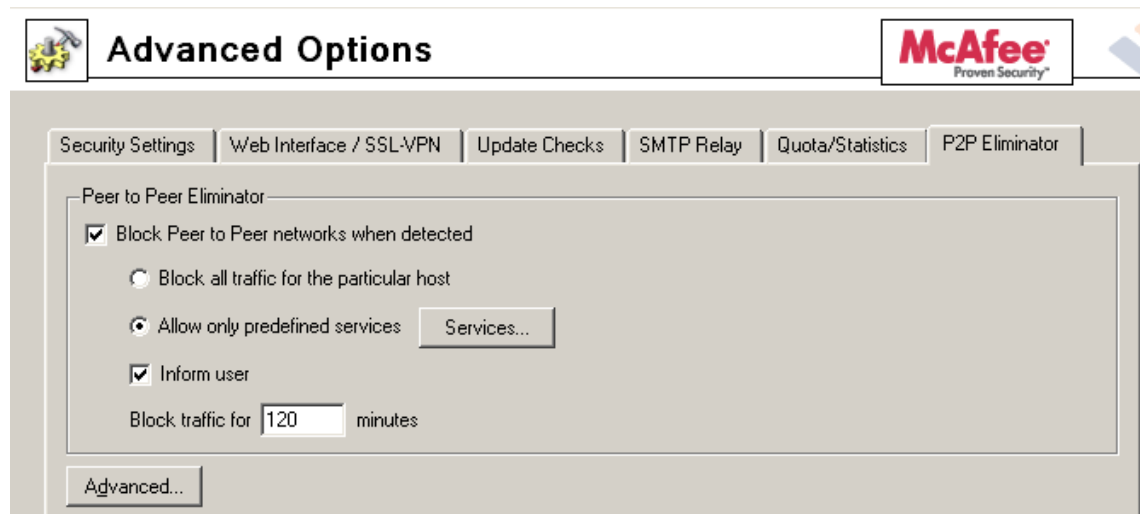 Advanced Options
McAfee
Proven Security™
Security Settings Web Interface / SSL-VPN Update Checks SMTP Relay Quota/Statistics P2P Eliminator
Peer to Peer Eliminator
Block Peer to Peer networks when detected
Block all traffic for the particular host
Allow only predefined services Services...
Inform user
Block traffic for 120 minutes
Advanced...